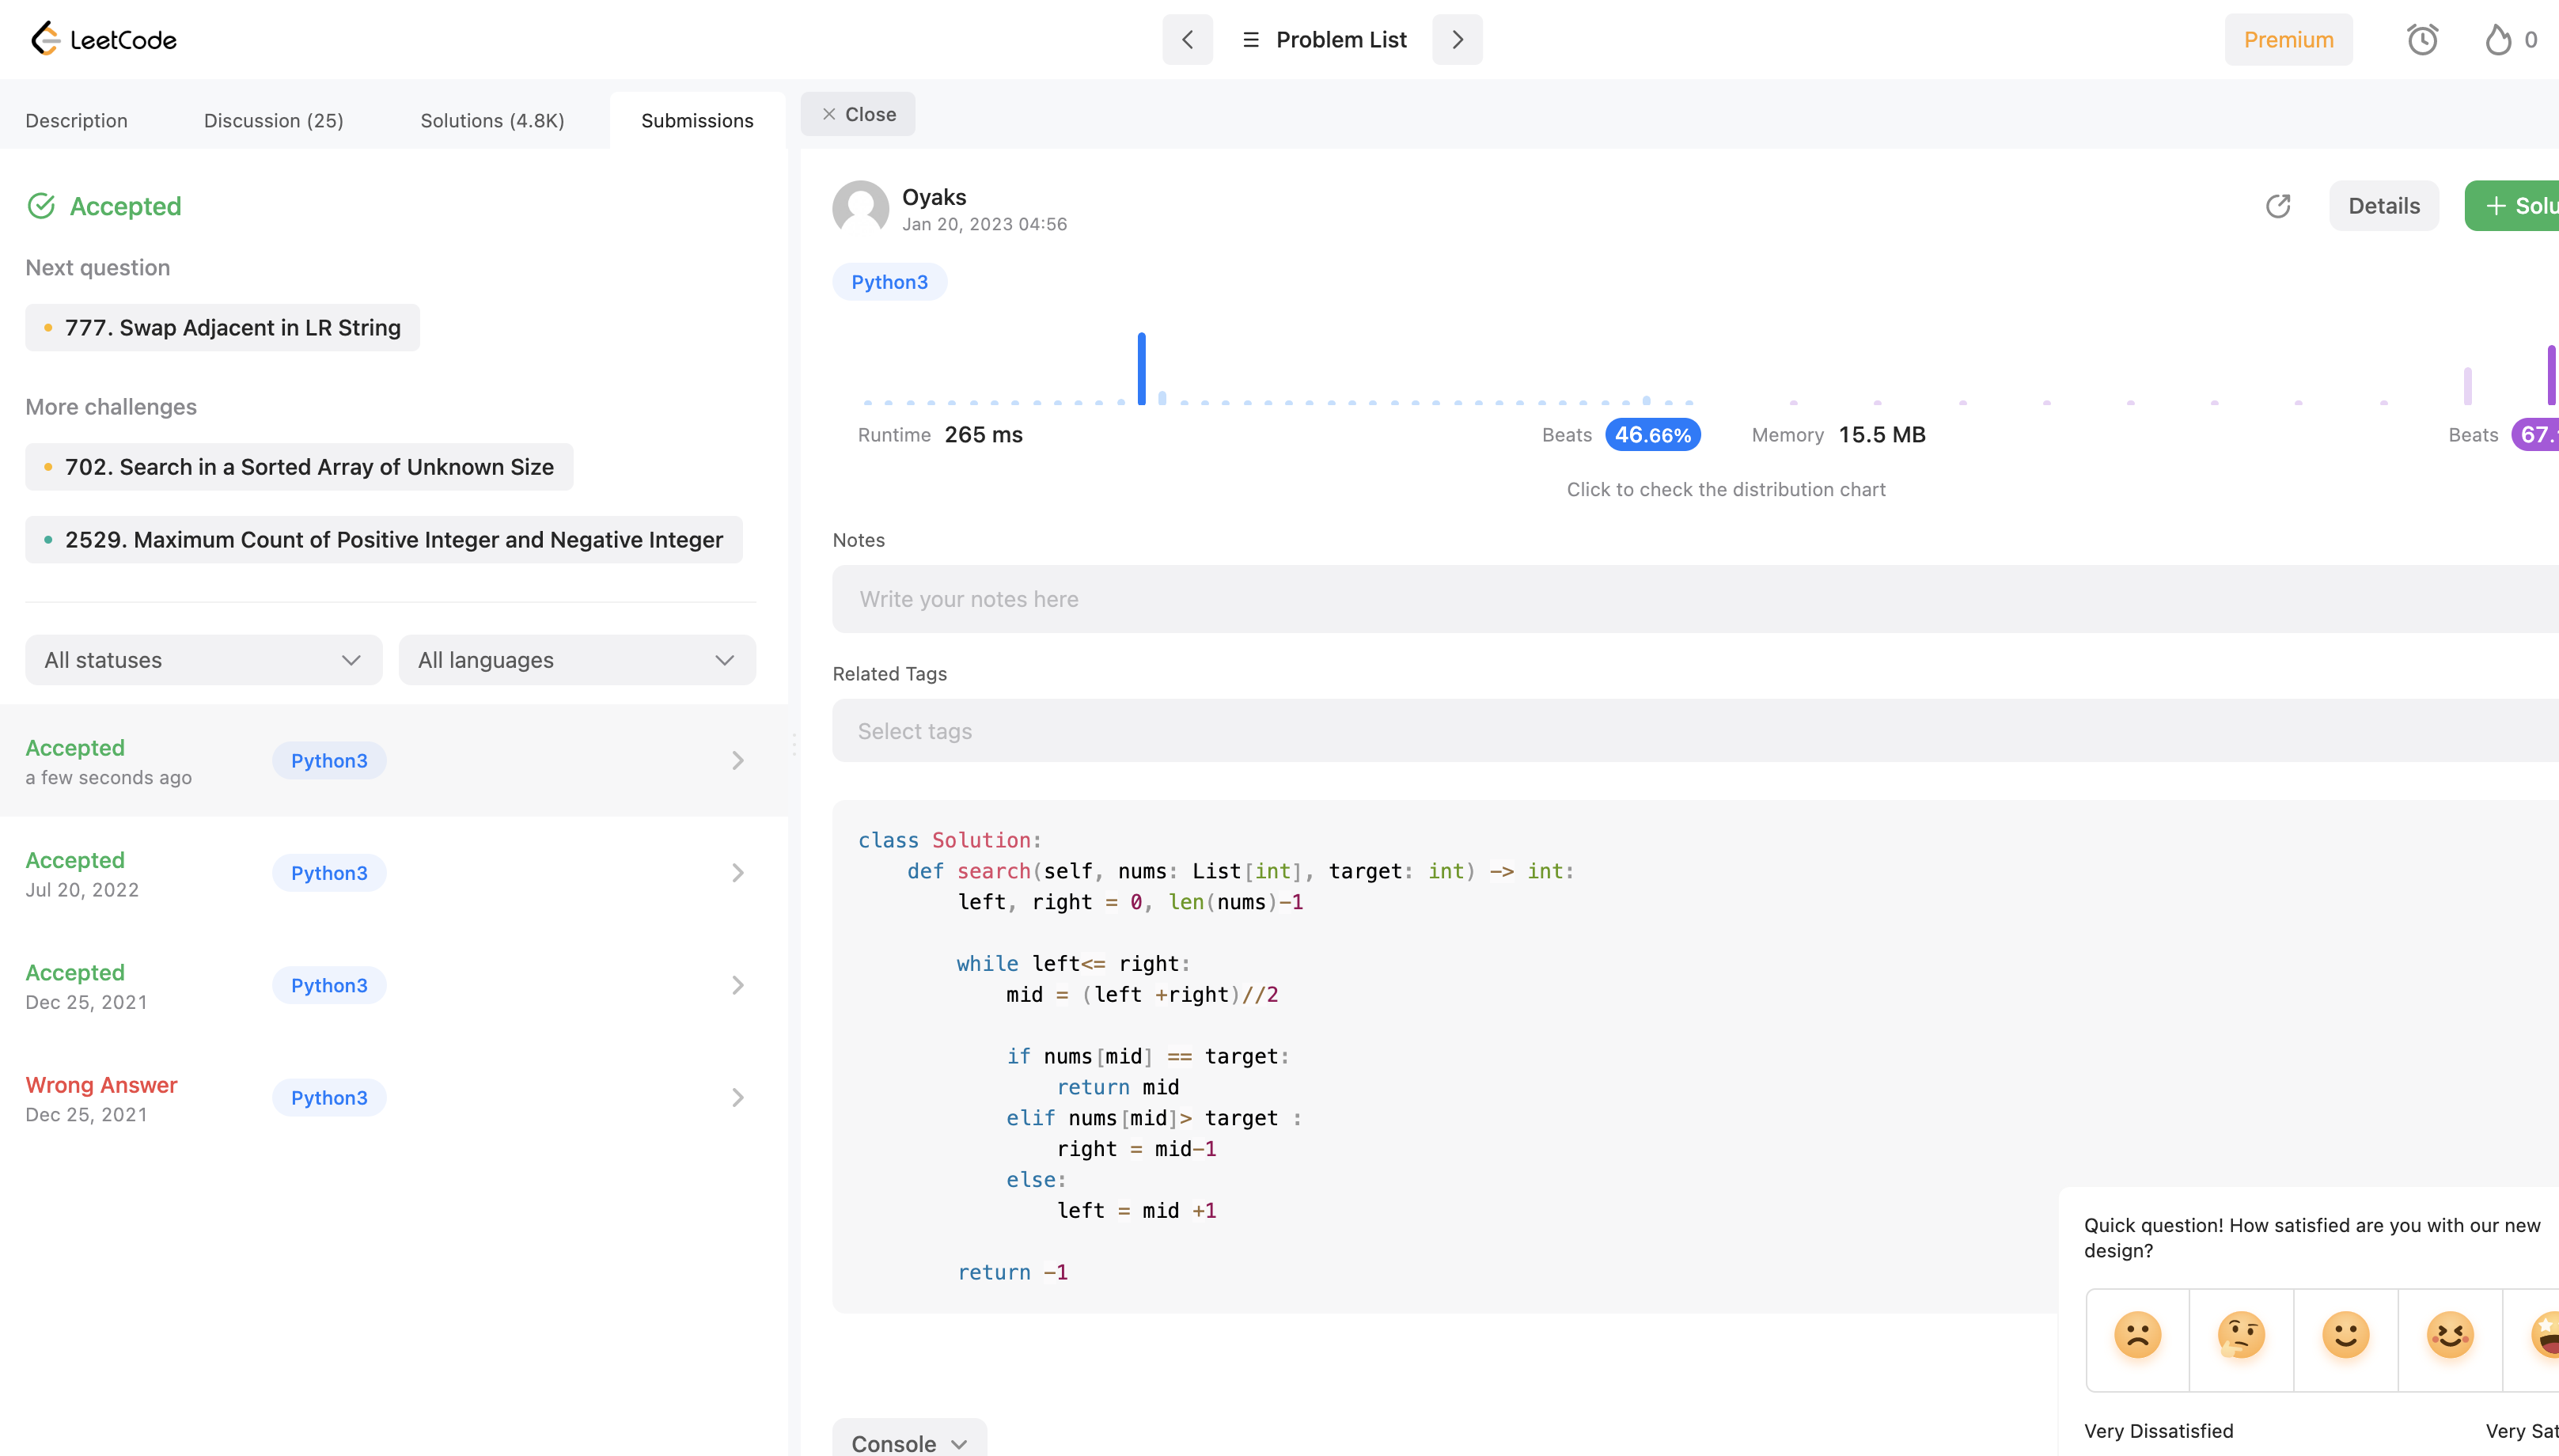 LeetCode
Problem List
Premium
0
Description
Discussion (25)
Solutions (4.8K)
Submissions
Close
Accepted
Next question
777. Swap Adjacent in LR String
More challenges
702. Search in a Sorted Array of Unknown Size
2529. Maximum Count of Positive Integer and Negative Integer
All statuses
All languages
Accepted
a few seconds ago
Python3
Accepted
Jul 20, 2022
Python3
Accepted
Dec 25, 2021
Python3
Wrong Answer
Dec 25, 2021
Python3
Oyaks
Jan 20, 2023 04:56
Details
+ Solu
Python3
Runtime 265 ms
Beats 46.66%
Memory 15.5 MB
Beats 67.
Click to check the distribution chart
Notes
Write your notes here
Related Tags
Select tags
class Solution:
    def search(self, nums: List[int], target: int) -> int:
        left, right = 0, len(nums)-1
        while left<= right:
            mid = (left +right)//2
            if nums[mid] == target:
                return mid
            elif nums[mid]> target :
                right = mid-1
            else:
                left = mid +1
        return -1
Console
Quick question! How satisfied are you with our new
design?
Very Dissatisfied
Very Sat